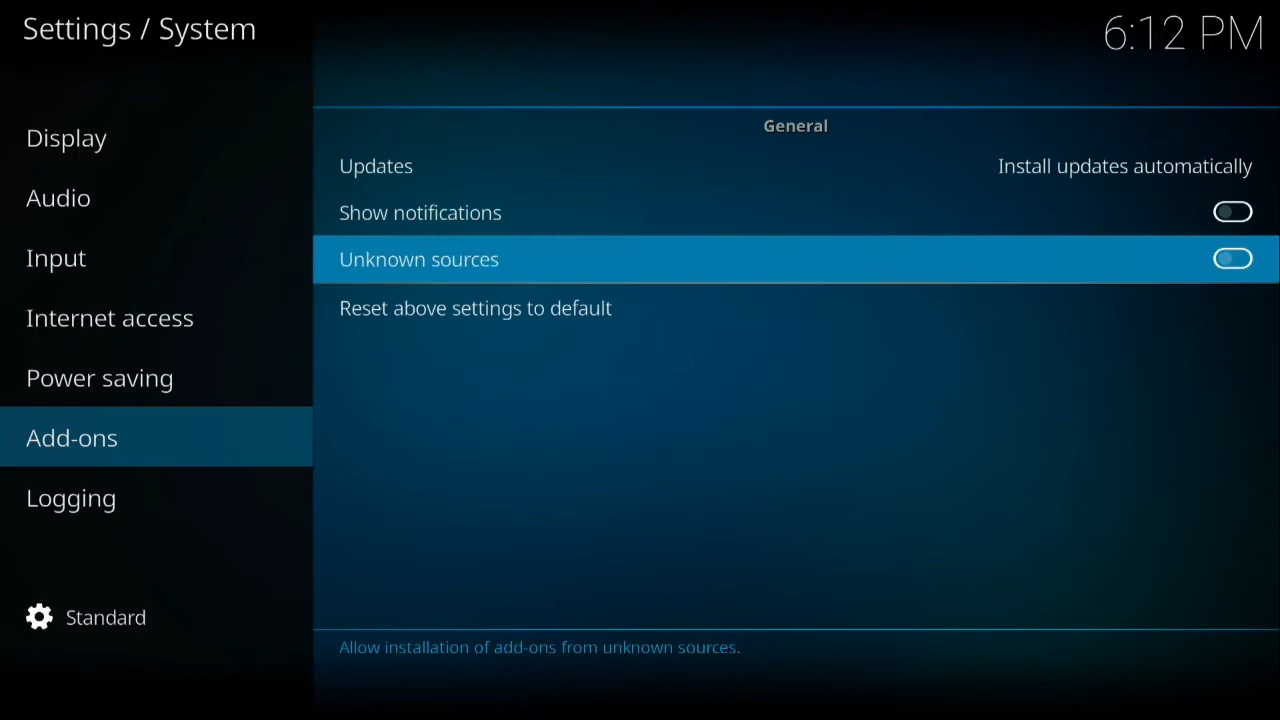 Settings / System
6:12 PM
Display
Audio
Input
Internet access
Power saving
Add-ons
Logging
Standard
General
Updates Install updates automatically
Show notifications
Unknown sources
Reset above settings to default
Allow installation of add-ons from unknown sources.